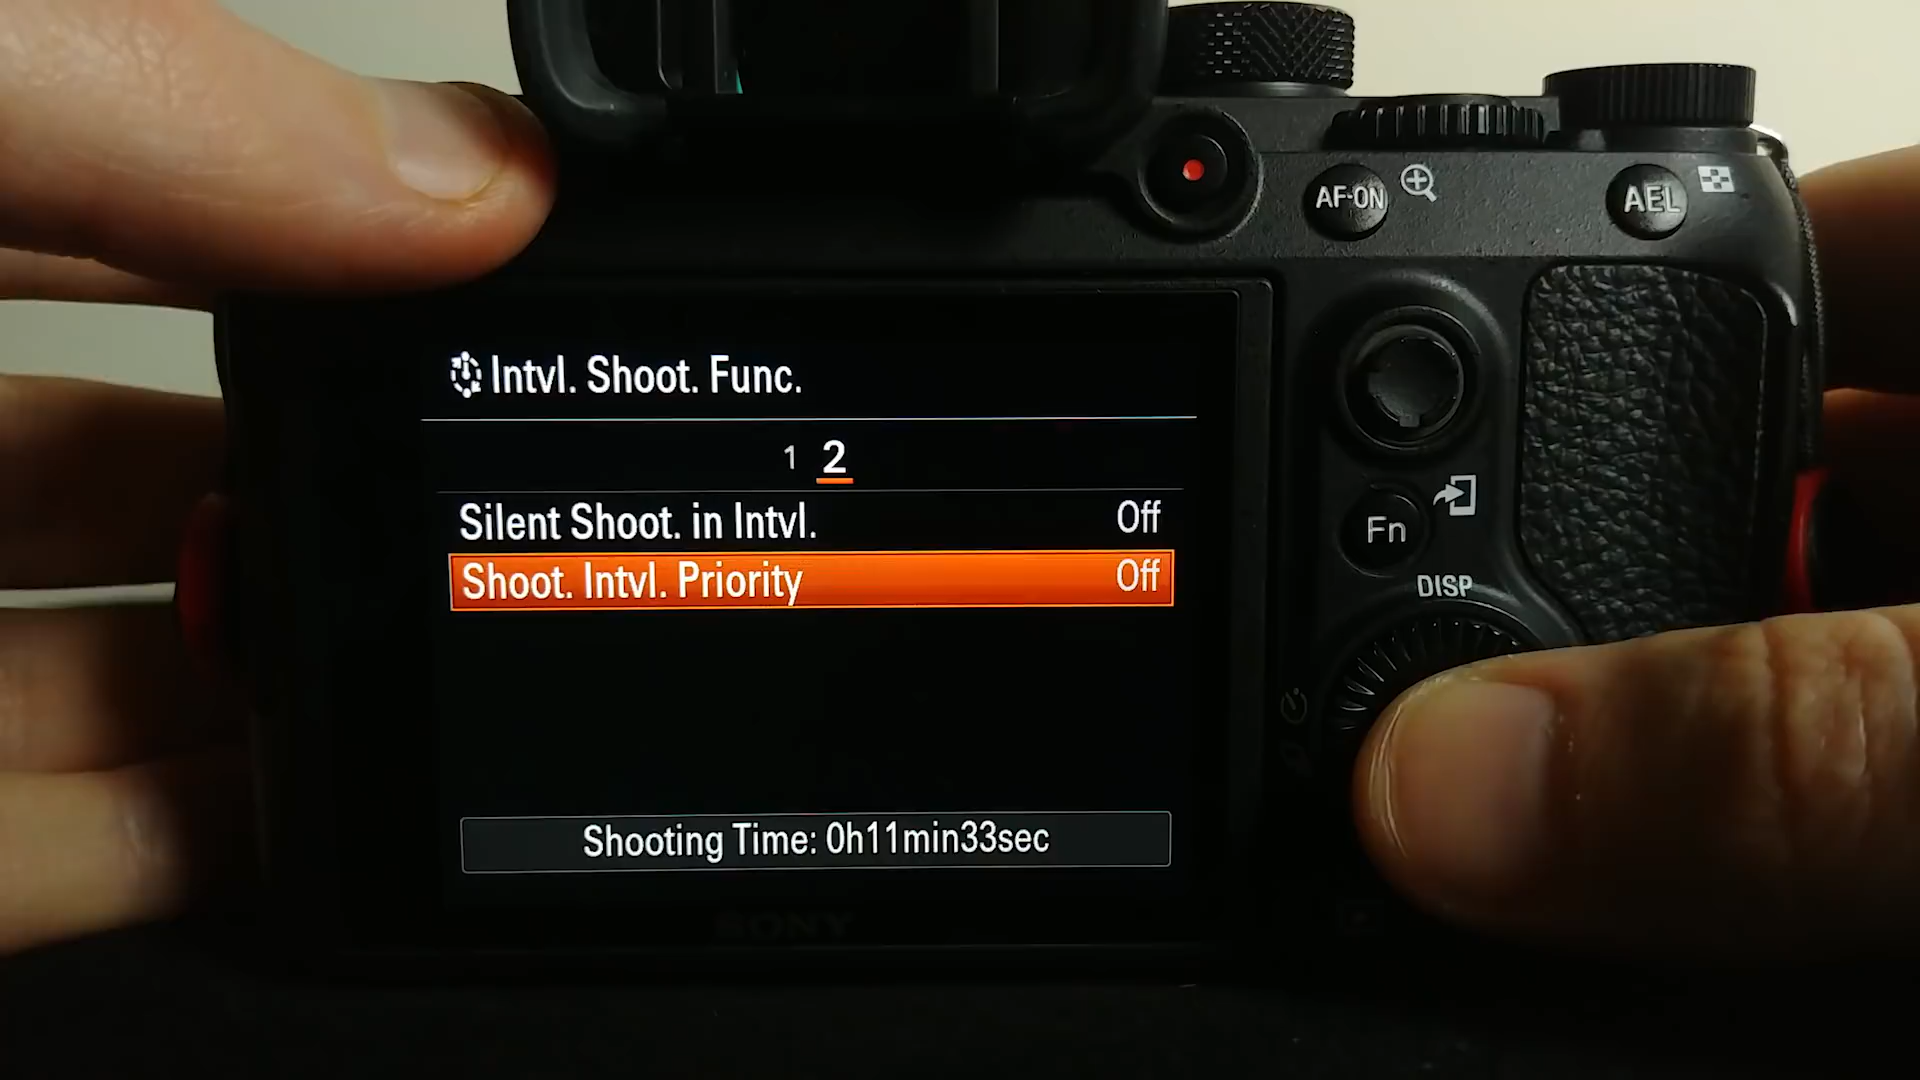 AF-ON
AEL
Intvl. Shoot. Func.
1 2
Silent Shoot. in Intvl. Off
Shoot. Intvl. Priority Off
Fn
DISP
Shooting Time: 0h11min33sec
SONY